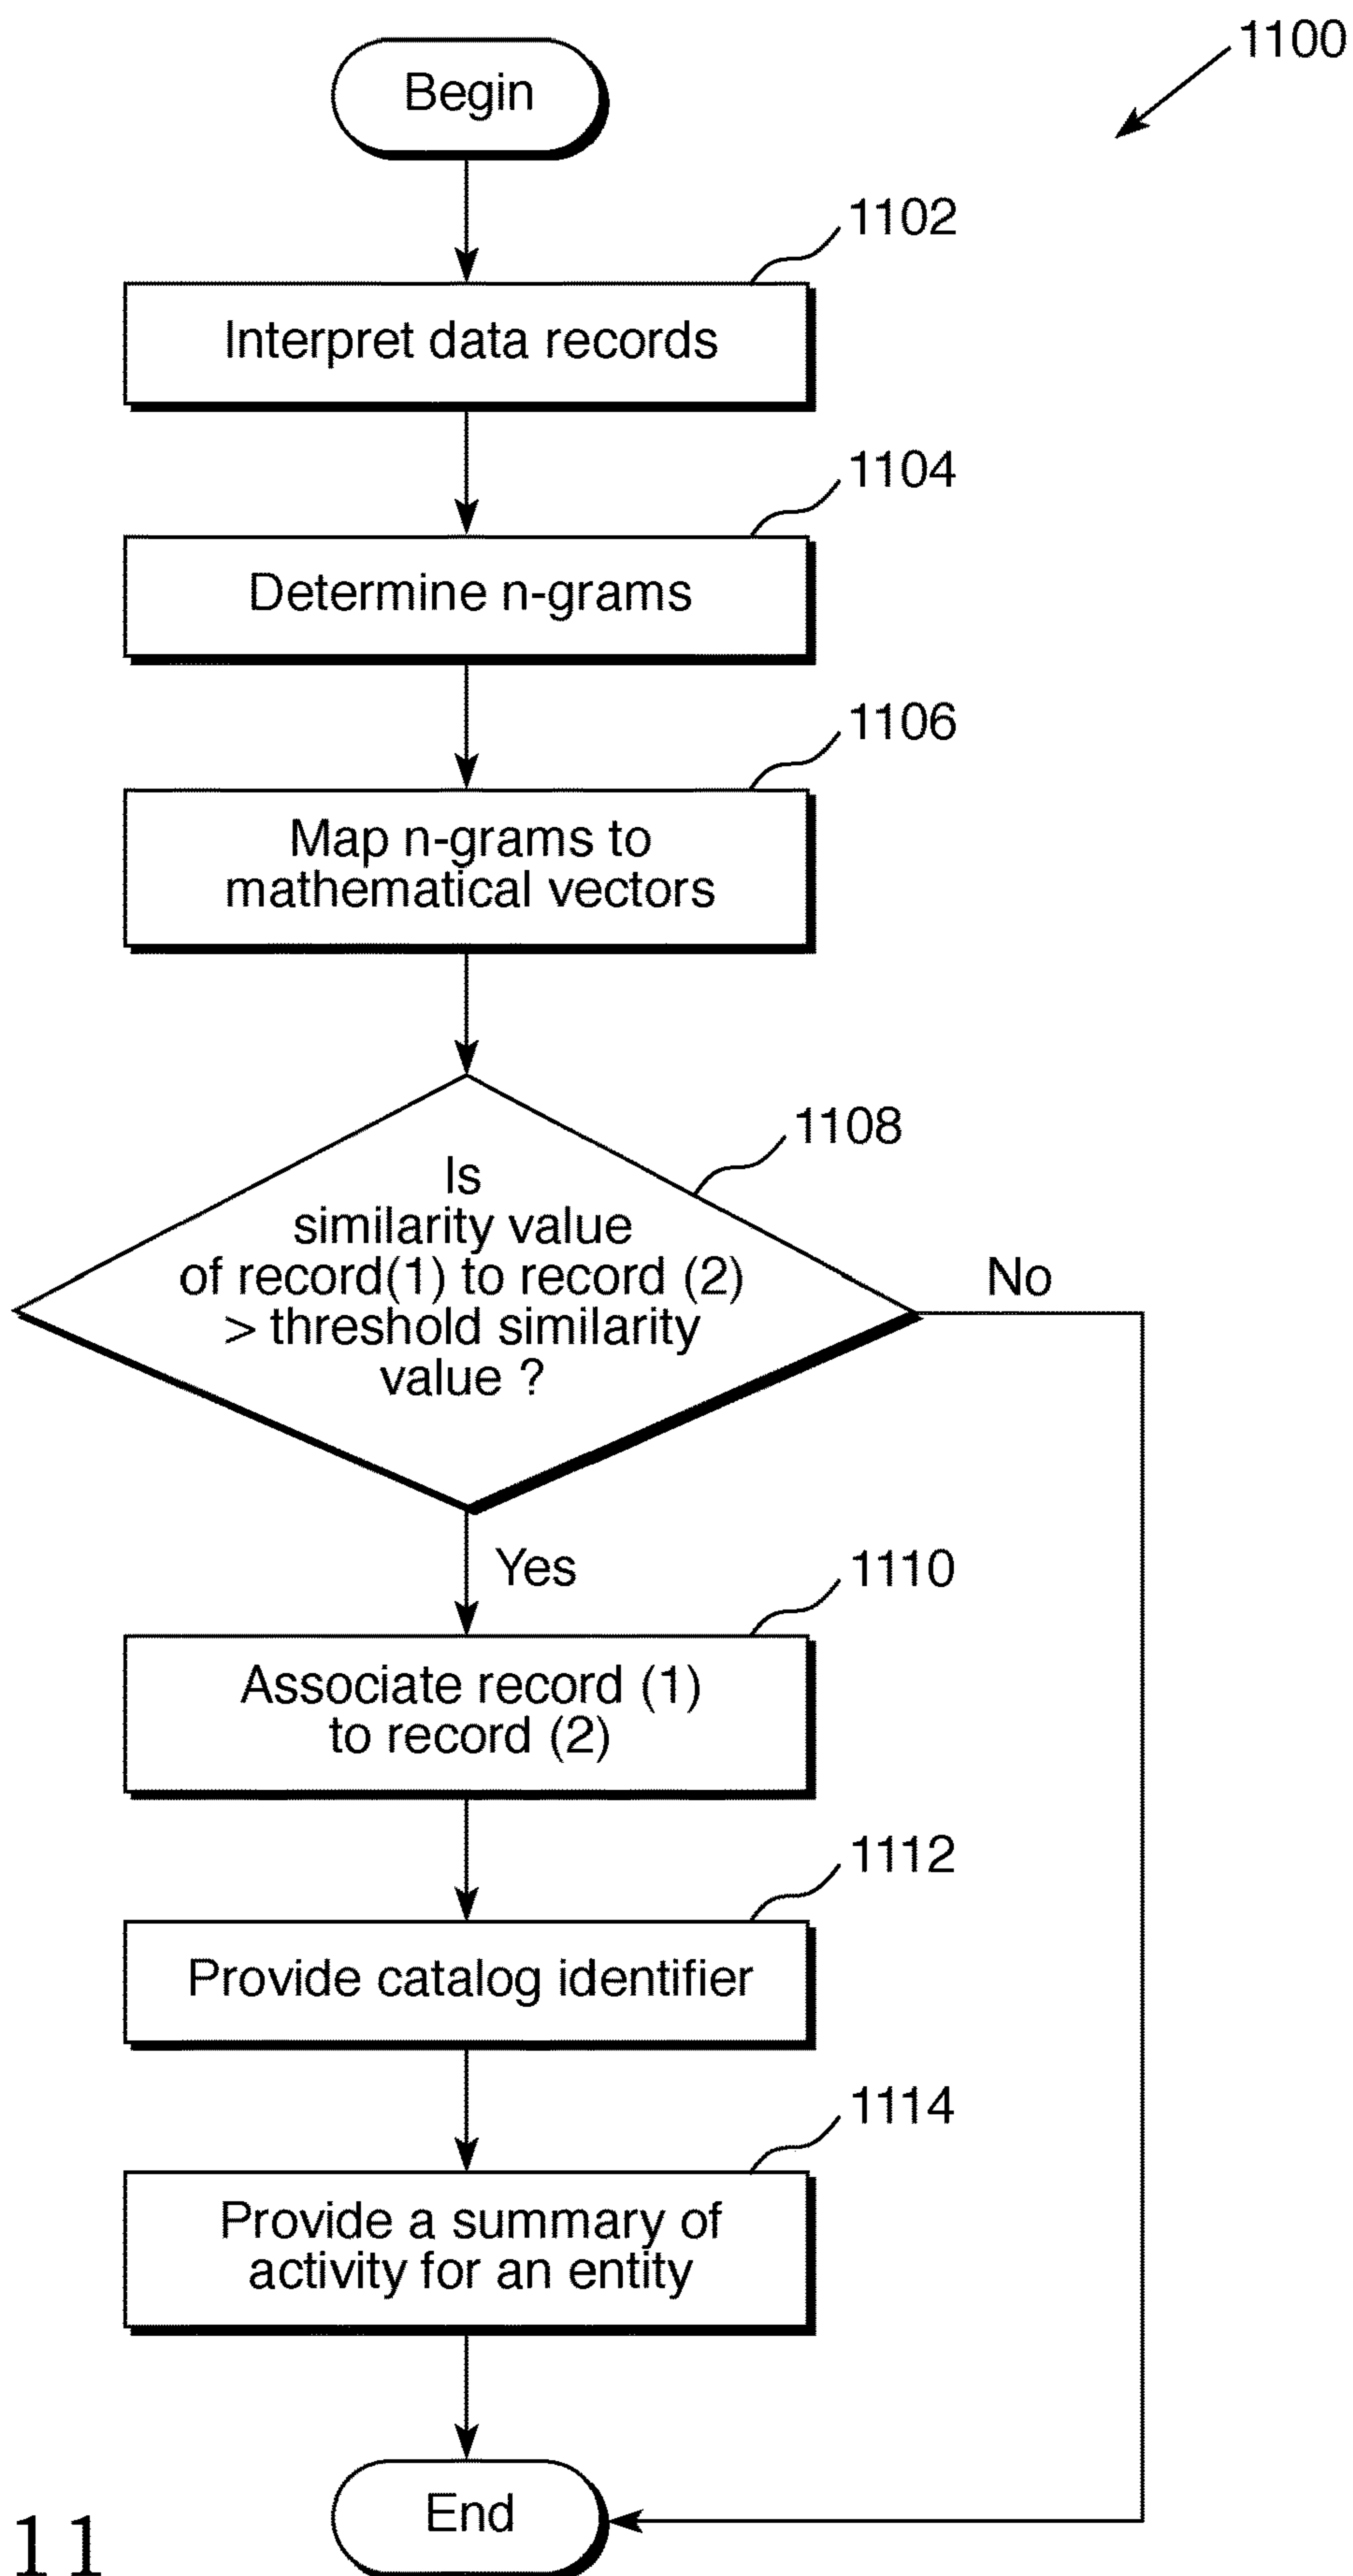 1100
Begin
1102
Interpret data records
1104
Determine n-grams
1106
Map n-grams to
mathematical vectors
1108
Is
similarity value
of record(1) to record (2)
> threshold similarity
value ?
No
Yes
1110
Associate record (1)
to record (2)
1112
Provide catalog identifier
1114
Provide a summary of
activity for an entity
End
11